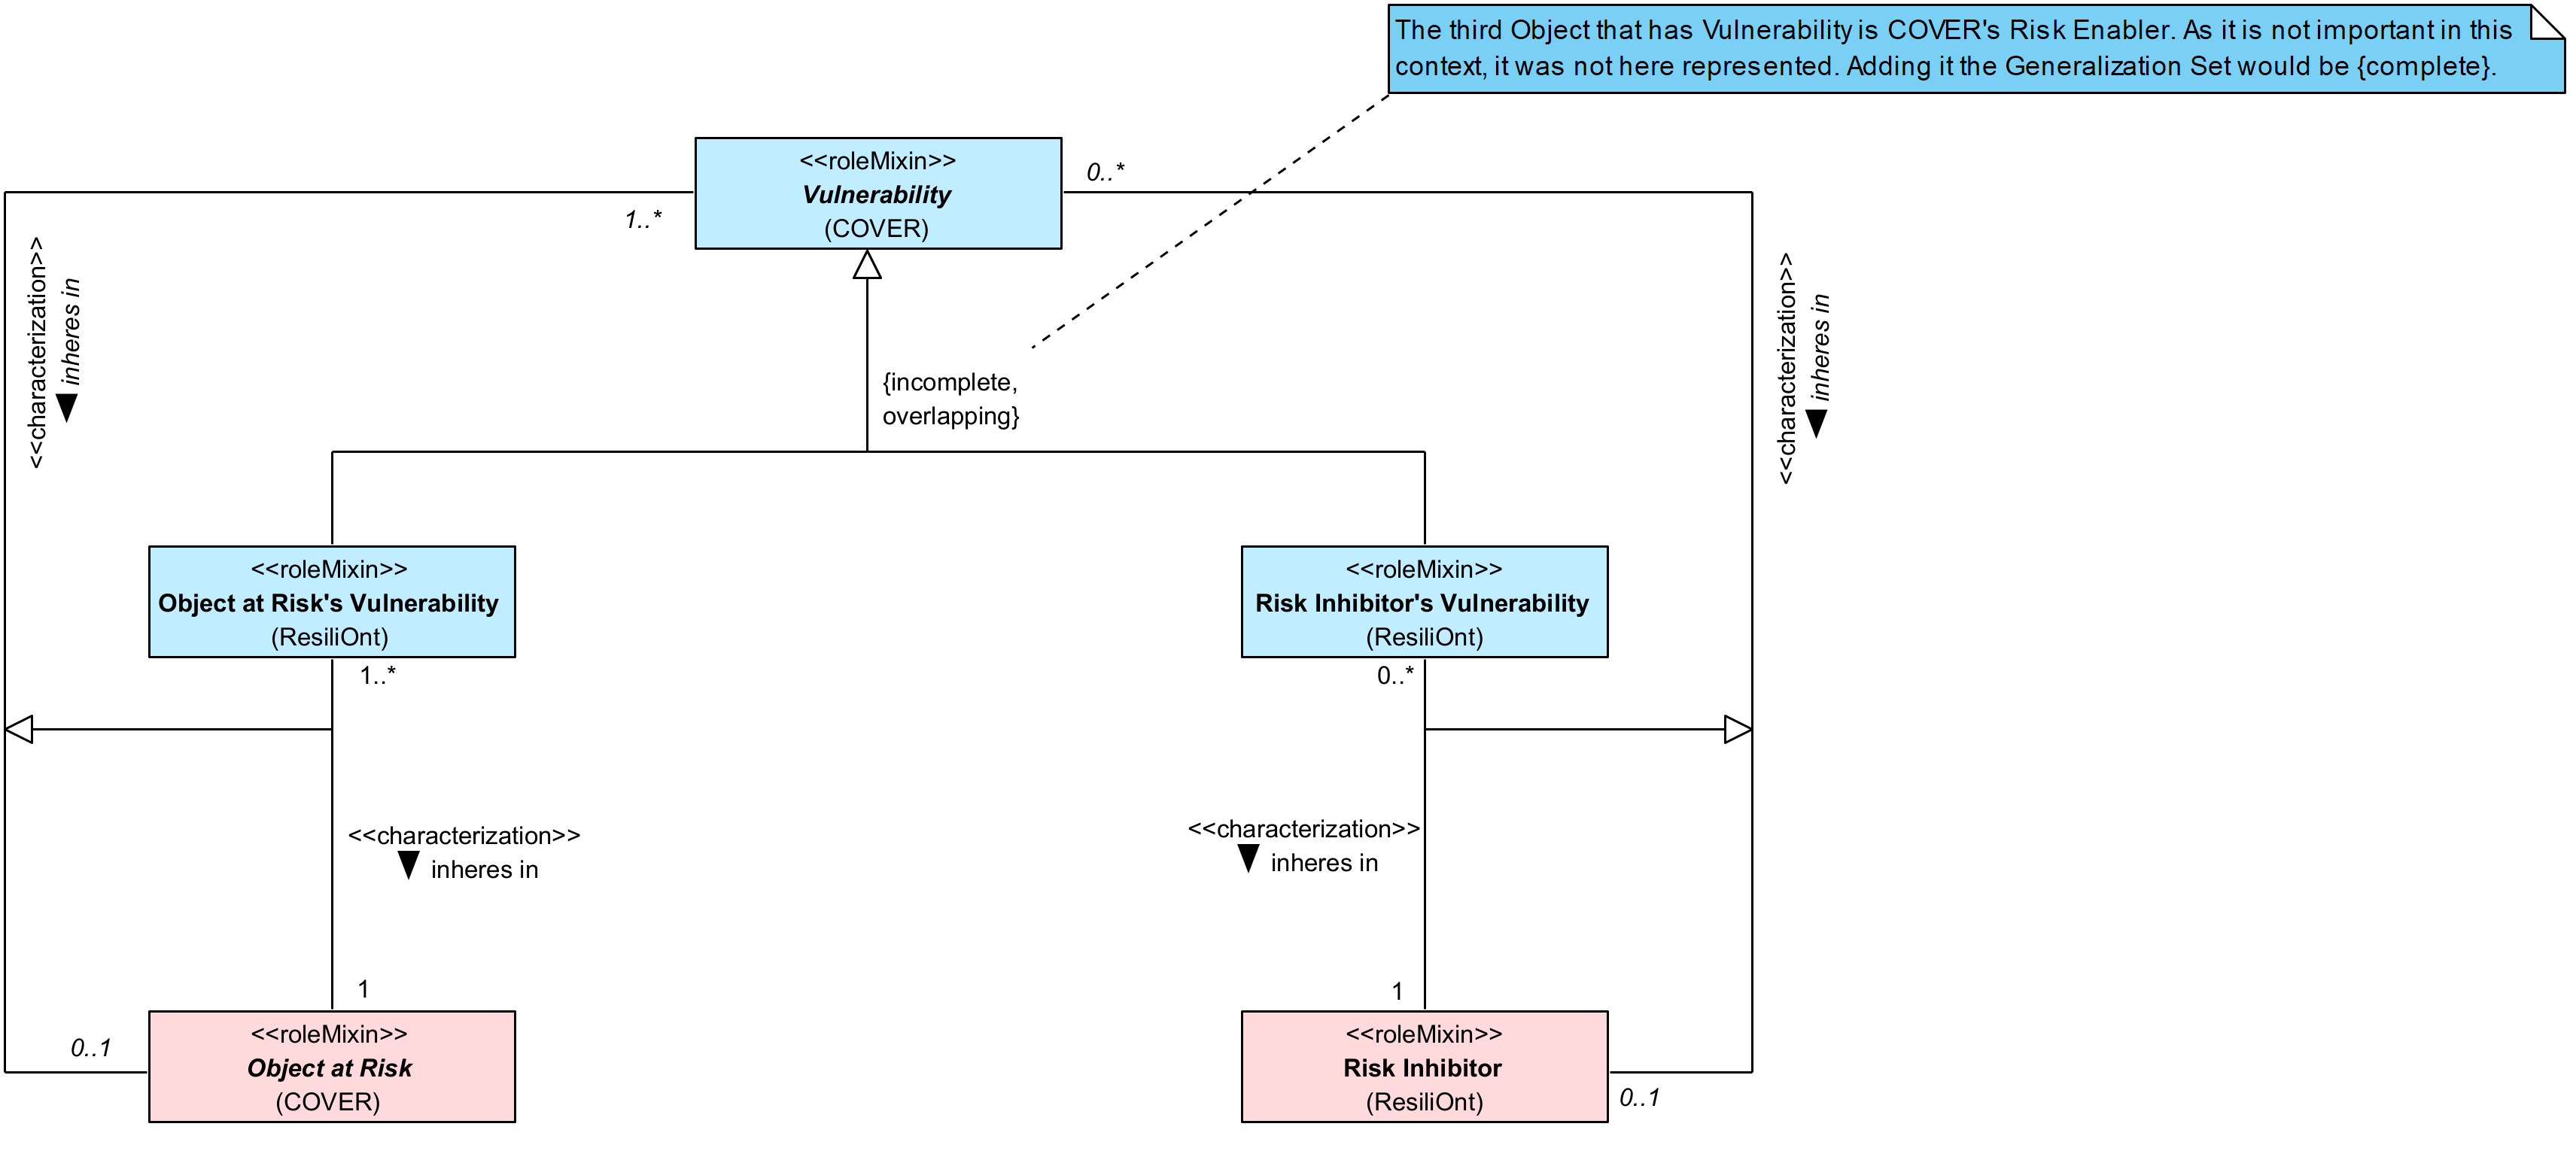 The third Object that has Vulnerability is COVER's Risk Enabler. As it is not important in this
context, it was not here represented. Adding it the Generalization Set would be {complete}.
<<roleMixin>>
Vulnerability
(COVER)
0..*
1..*
<<characterization>>
inheres in
<<characterization>>
inheres in
{incomplete,
overlapping}
<<roleMixin>>
Object at Risk's Vulnerability
(ResiliOnt)
<<roleMixin>>
Risk Inhibitor's Vulnerability
(ResiliOnt)
1..*
0..*
<<characterization>>
inheres in
<<characterization>>
inheres in
1
1
<<roleMixin>>
Object at Risk
(COVER)
0..1
<<roleMixin>>
Risk Inhibitor
(ResiliOnt)
0..1